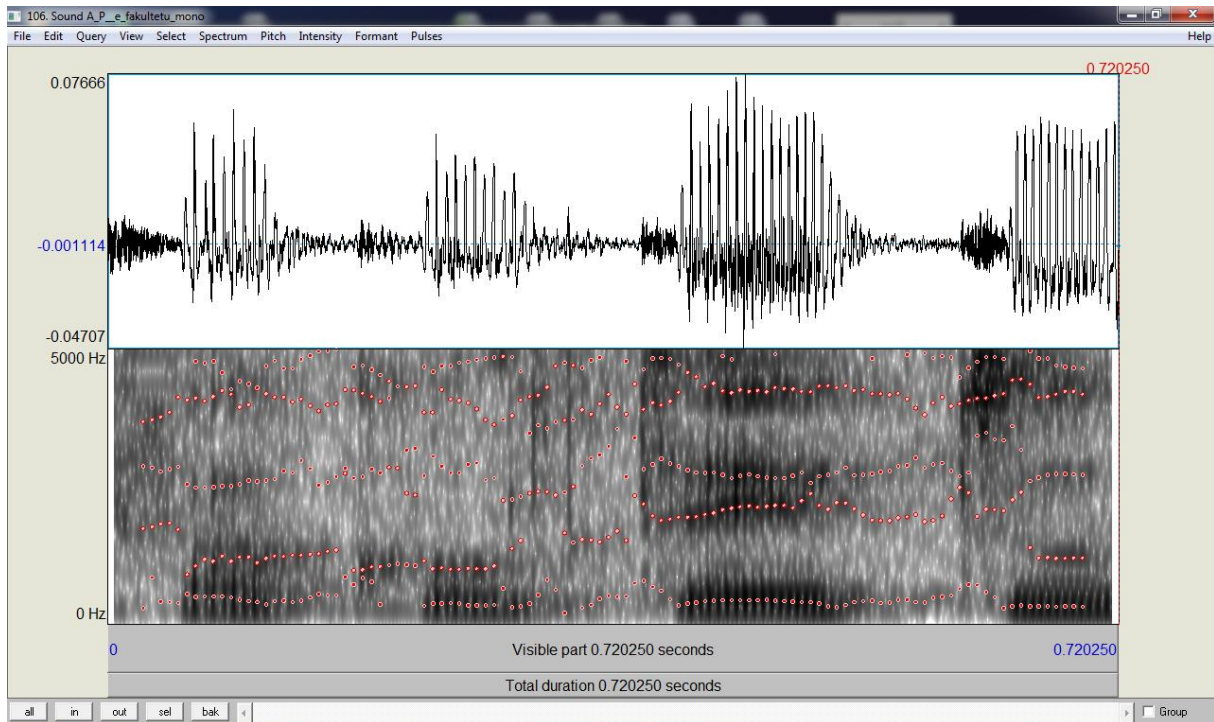 106. Sound A_P__e_fakultetu_mono
File Edit Query View Select Spectrum Pitch Intensity Formant Pulses Help
0.720250
0.07666
-0.001114
-0.04707
5000 Hz
0 Hz
0 Visible part 0.720250 seconds 0.720250
Total duration 0.720250 seconds
all in out sel bak Group